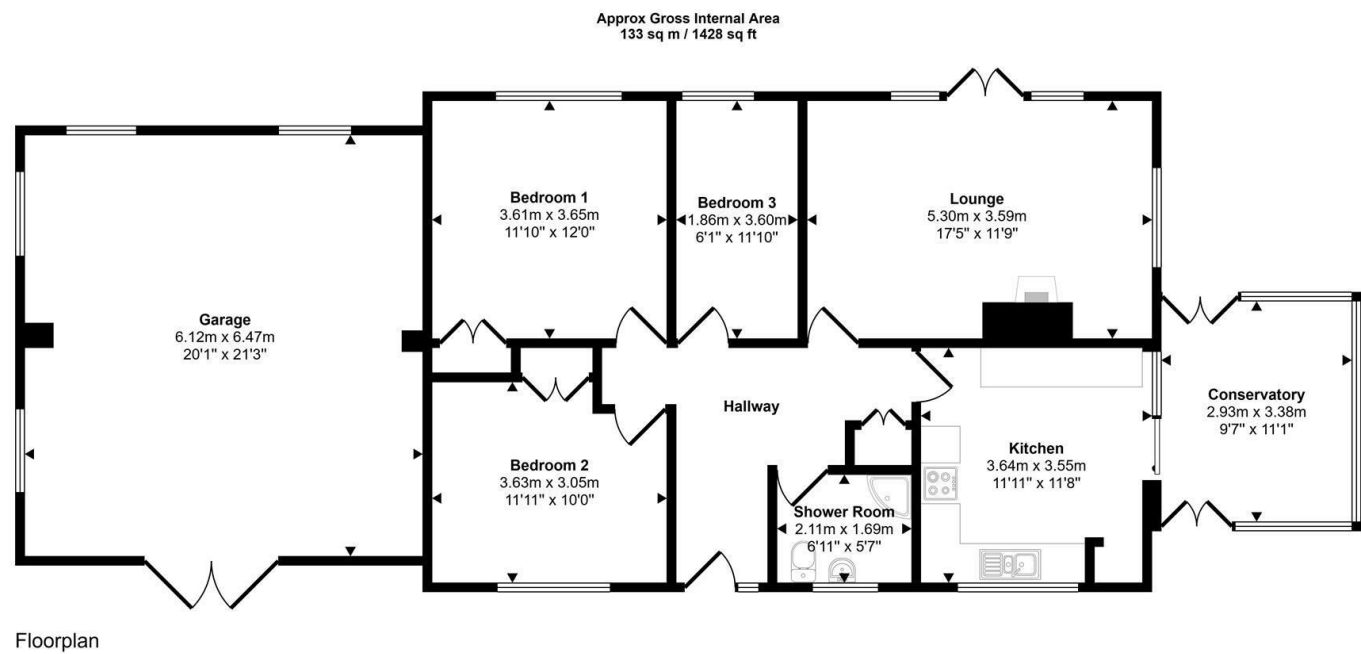 Approx Gross Internal Area
133 sq m / 1428 sq ft
Bedroom 1
3.61m x 3.65m
11'10" x 12'0"
Bedroom 3
1.86m x 3.60m
6'1" x 11'10"
Lounge
5.30m x 3.59m
17'5" x 11'9"
Garage
6.12m x 6.47m
20'1" x 21'3"
Hallway
Conservatory
2.93m x 3.38m
9'7" x 11'1"
Bedroom 2
3.63m x 3.05m
11'11" x 10'0"
Kitchen
3.64m x 3.55m
11'11" x 11'8"
Shower Room
2.11m x 1.69m
6'11" x 5'7"
Floorplan